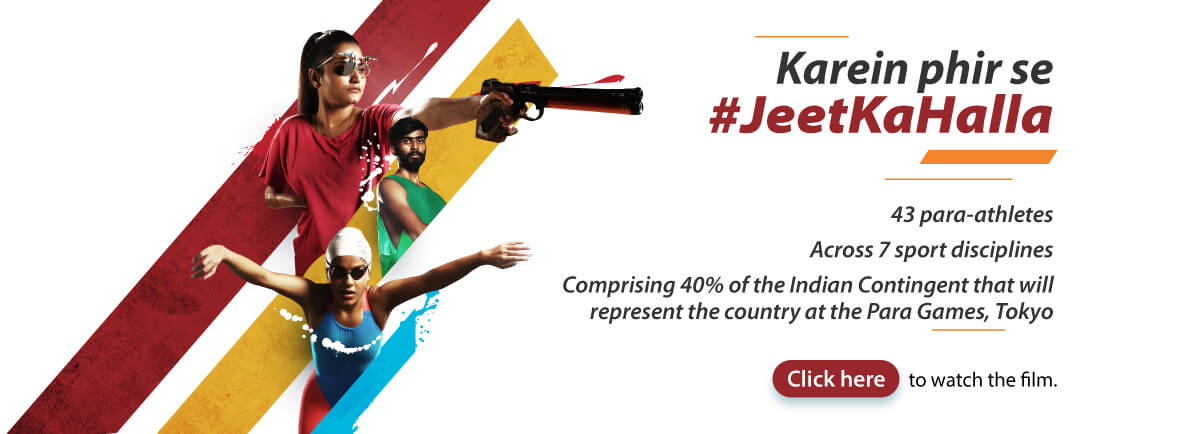 Karein phir se
#JeetKaHalla
43 para-athletes
Across 7 sport disciplines
Comprising 40% of the Indian Contingent that will
represent the country at the Para Games, Tokyo
Click here to watch the film.